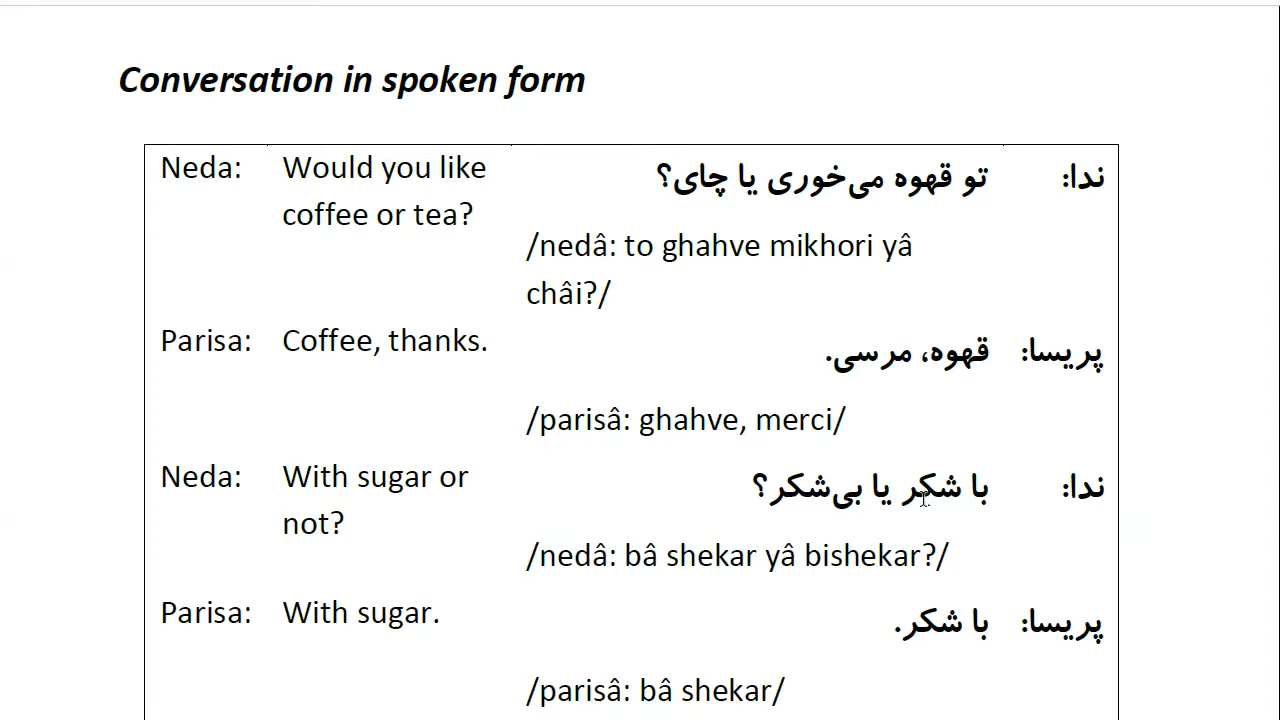 Conversation in spoken form
Neda:
Would you like
coffee or tea?
ندا:
تو قهوه می‌خوری یا چای؟
/nedâ: to ghahve mikhori yâ
châi?/
Parisa:
Coffee, thanks.
پریسا:
قهوه، مرسی.
/parisâ: ghahve, merci/
Neda:
With sugar or
not?
ندا:
با شکر یا بی‌شکر؟
/nedâ: bâ shekar yâ bishekar?/
Parisa:
With sugar.
پریسا:
با شکر.
/parisâ: bâ shekar/